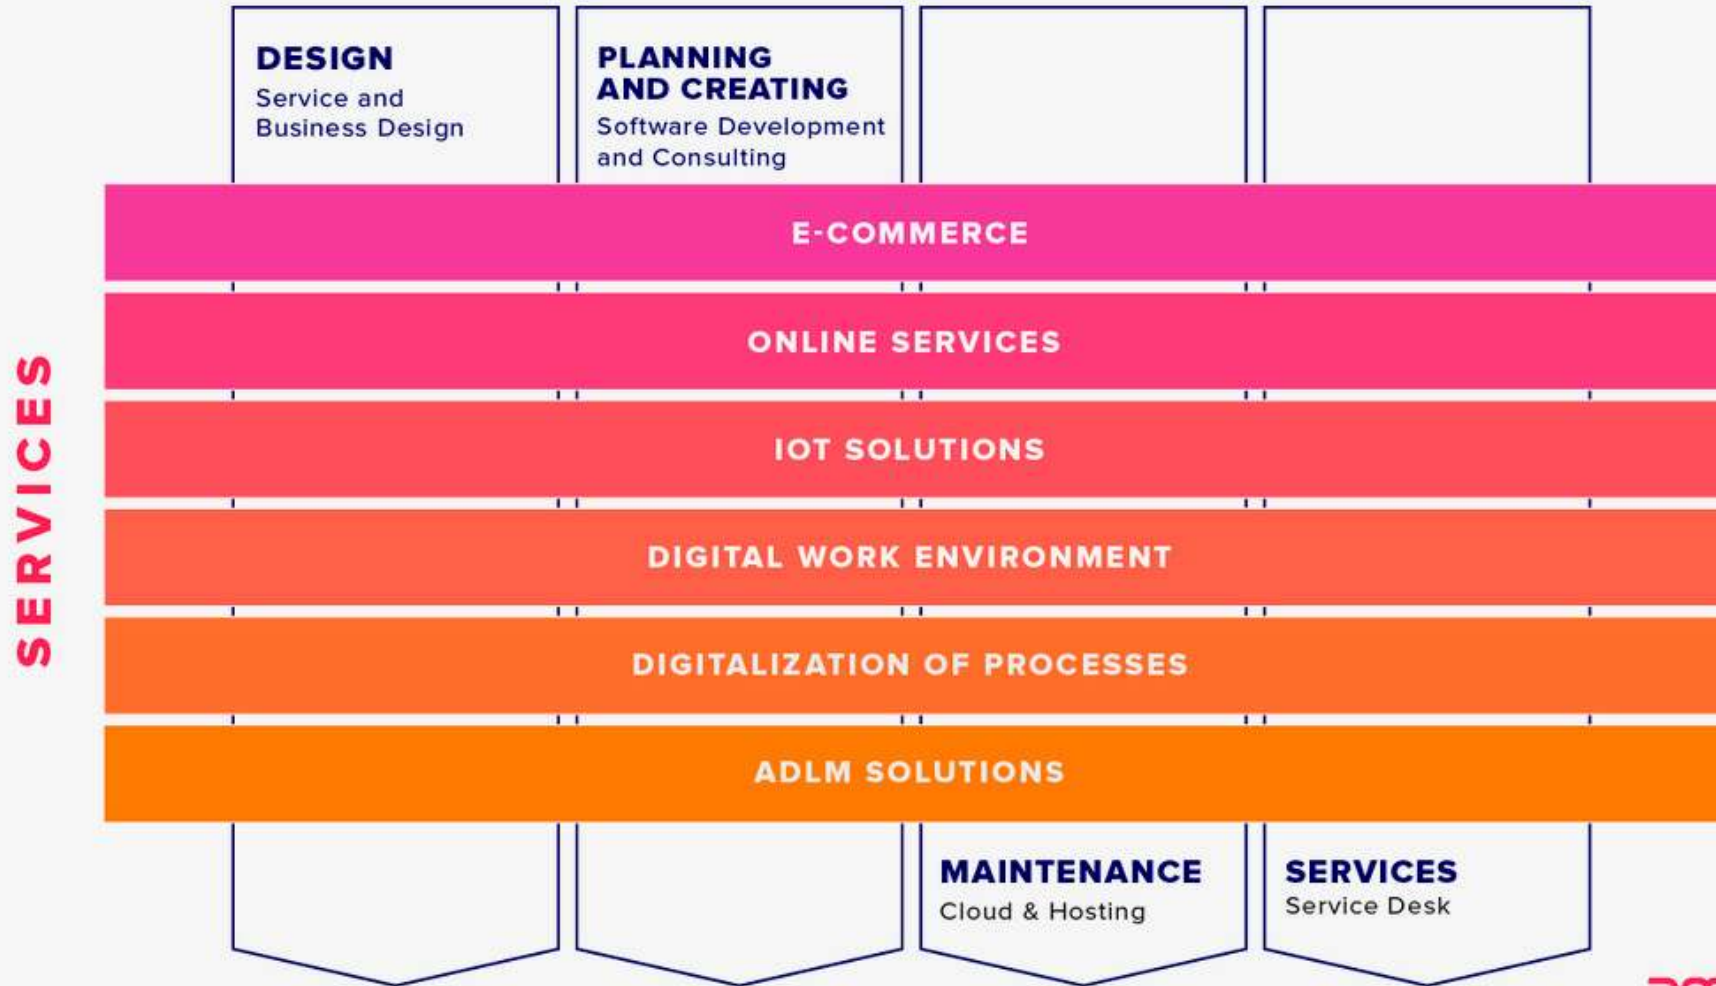 DESIGN
Service and
Business Design
PLANNING
AND CREATING
Software Development
and Consulting
SERVICES
E-COMMERCE
ONLINE SERVICES
IOT SOLUTIONS
DIGITAL WORK ENVIRONMENT
DIGITALIZATION OF PROCESSES
ADLM SOLUTIONS
MAINTENANCE
Cloud & Hosting
SERVICES
Service Desk